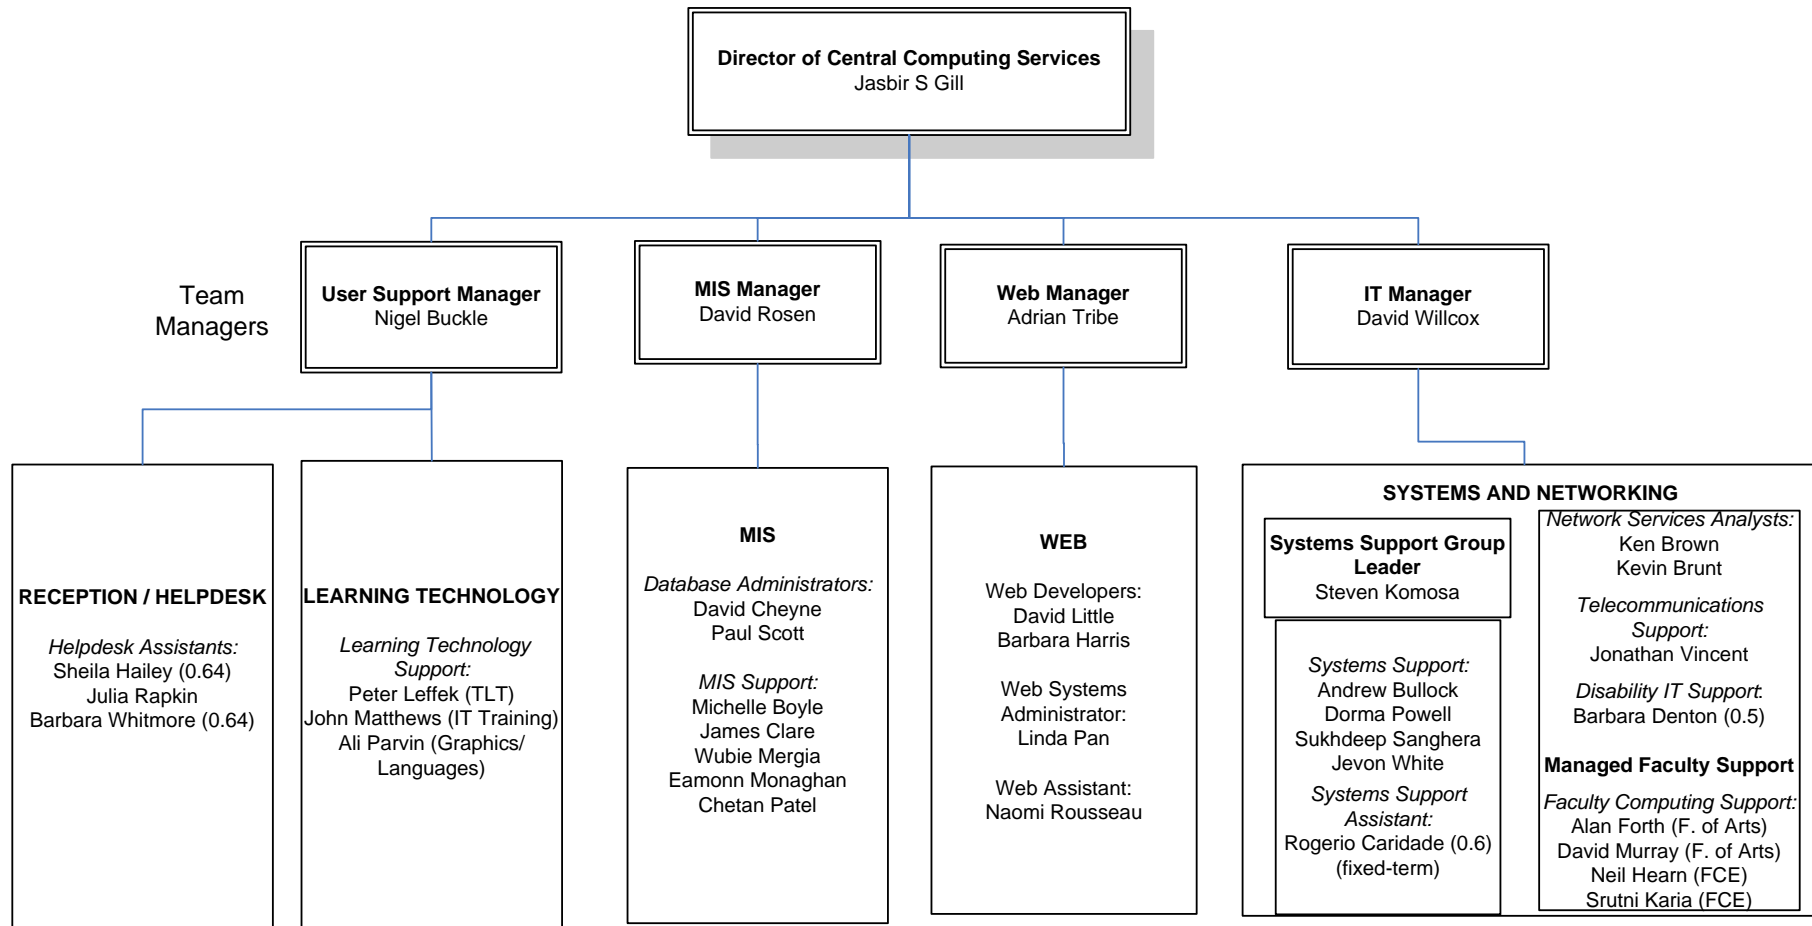 Director of Central Computing Services
Jasbir S Gill
Team
Managers
User Support Manager
Nigel Buckle
MIS Manager
David Rosen
Web Manager
Adrian Tribe
IT Manager
David Willcox
RECEPTION / HELPDESK
Helpdesk Assistants:
Sheila Hailey (0.64)
Julia Rapkin
Barbara Whitmore (0.64)
LEARNING TECHNOLOGY
Learning Technology
Support:
Peter Leffek (TLT)
John Matthews (IT Training)
Ali Parvin (Graphics/
Languages)
MIS
Database Administrators:
David Cheyne
Paul Scott
MIS Support:
Michelle Boyle
James Clare
Wubie Mergia
Eamonn Monaghan
Chetan Patel
WEB
Web Developers:
David Little
Barbara Harris
Web Systems
Administrator:
Linda Pan
Web Assistant:
Naomi Rousseau
SYSTEMS AND NETWORKING
Systems Support Group
Leader
Steven Komosa
Systems Support:
Andrew Bullock
Dorma Powell
Sukhdeep Sanghera
Jevon White
Systems Support
Assistant:
Rogerio Caridade (0.6)
(fixed-term)
Network Services Analysts:
Ken Brown
Kevin Brunt
Telecommunications
Support:
Jonathan Vincent
Disability IT Support:
Barbara Denton (0.5)
Managed Faculty Support
Faculty Computing Support:
Alan Forth (F. of Arts)
David Murray (F. of Arts)
Neil Hearn (FCE)
Srutni Karia (FCE)